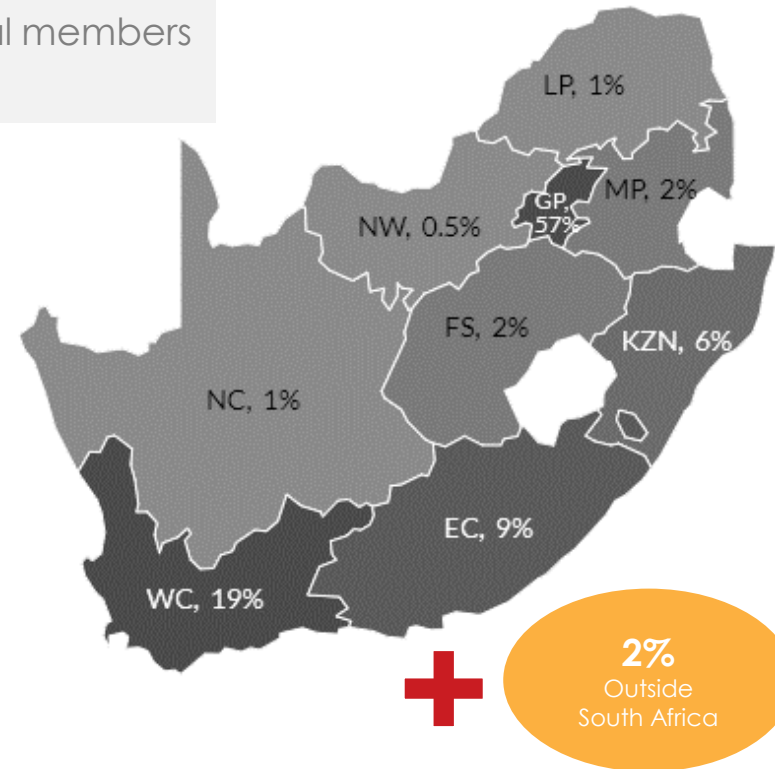 members
LP, 1%
MP, 2%
GP,
57%
NW, 0.5%
FS, 2%
KZN, 6%
NC, 1%
EC, 9%
WC, 19%
2%
Outside
South Africa